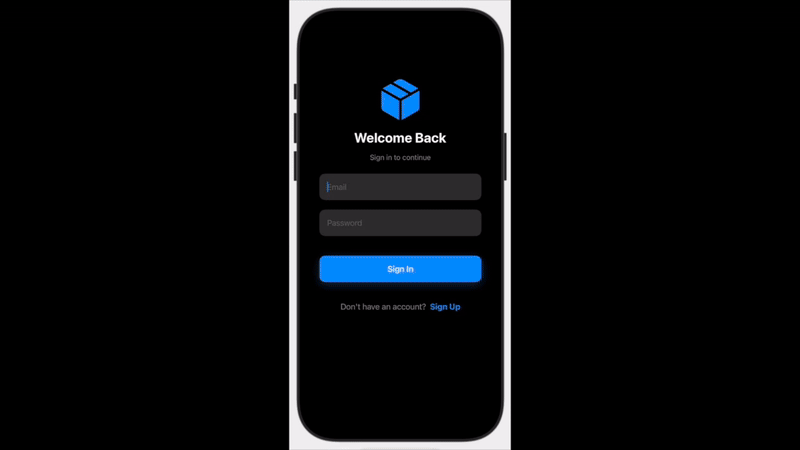 Welcome Back
Sign in to continue
Email
Password
Sign In
Don't have an account? Sign Up